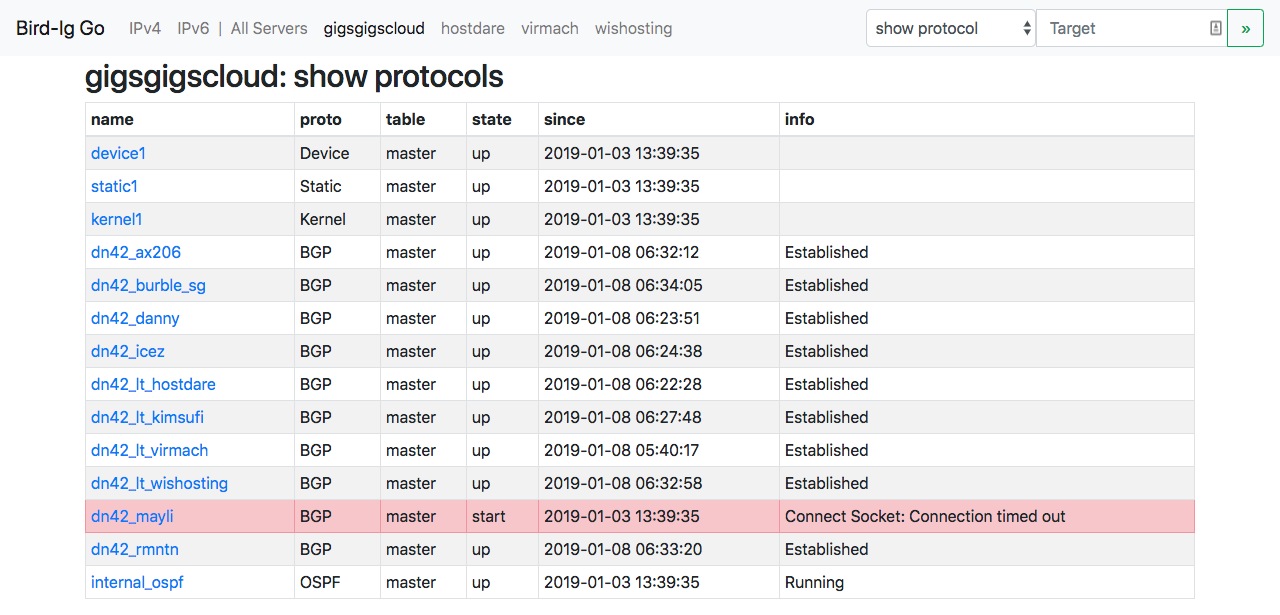 Bird-lg Go IPv4 IPv6 | All Servers gigsgigscloud hostdare virmach wishosting show protocol Target »
gigsgigscloud: show protocols
name proto table state since info
device1 Device master up 2019-01-03 13:39:35
static1 Static master up 2019-01-03 13:39:35
kernel1 Kernel master up 2019-01-03 13:39:35
dn42_ax206 BGP master up 2019-01-08 06:32:12 Established
dn42_burble_sg BGP master up 2019-01-08 06:34:05 Established
dn42_danny BGP master up 2019-01-08 06:23:51 Established
dn42_icez BGP master up 2019-01-08 06:24:38 Established
dn42_lt_hostdare BGP master up 2019-01-08 06:22:28 Established
dn42_lt_kimsufi BGP master up 2019-01-08 06:27:48 Established
dn42_lt_virmach BGP master up 2019-01-08 05:40:17 Established
dn42_lt_wishosting BGP master up 2019-01-08 06:32:58 Established
dn42_mayli BGP master start 2019-01-03 13:39:35 Connect Socket: Connection timed out
dn42_rmntn BGP master up 2019-01-08 06:33:20 Established
internal_ospf OSPF master up 2019-01-03 13:39:35 Running